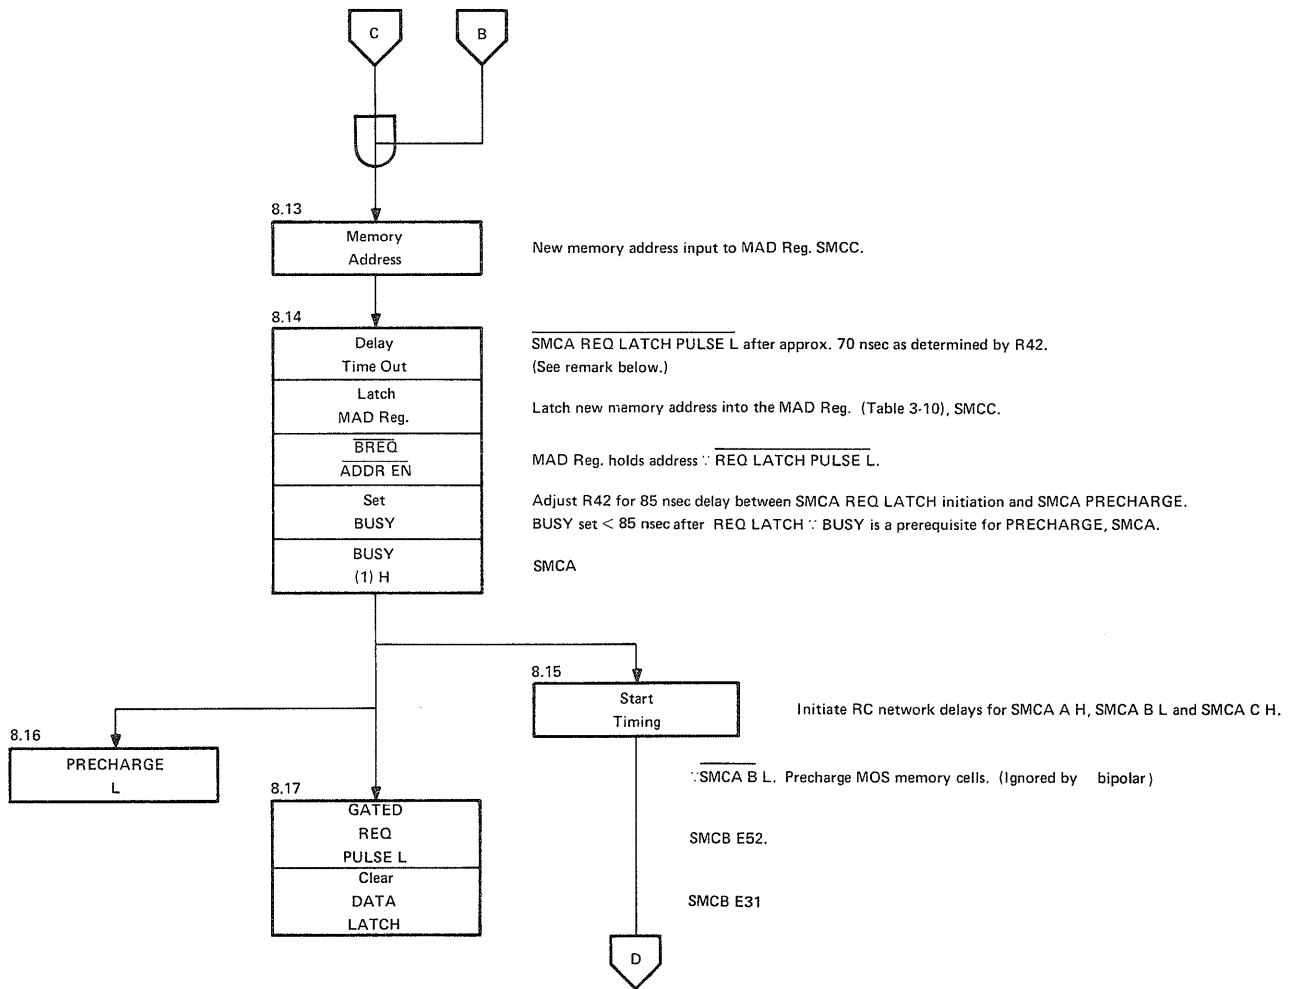 C
B
8.13
Memory
Address
New memory address input to MAD Reg. SMCC.
8.14
Delay
Time Out
SMCA REQ LATCH PULSE L after approx. 70 nsec as determined by R42.
(See remark below.)
Latch
MAD Reg.
Latch new memory address into the MAD Reg. (Table 3-10), SMCC.
BREQ
ADDR EN
MAD Reg. holds address ∵ REQ LATCH PULSE L.
Set
BUSY
Adjust R42 for 85 nsec delay between SMCA REQ LATCH initiation and SMCA PRECHARGE.
BUSY set < 85 nsec after REQ LATCH ∵ BUSY is a prerequisite for PRECHARGE, SMCA.
BUSY
(1) H
SMCA
8.15
Start
Timing
Initiate RC network delays for SMCA A H, SMCA B L and SMCA C H.
8.16
PRECHARGE
L
∵SMCA B L. Precharge MOS memory cells. (Ignored by bipolar)
8.17
GATED
REQ
PULSE L
SMCB E52.
Clear
DATA
LATCH
SMCB E31
D